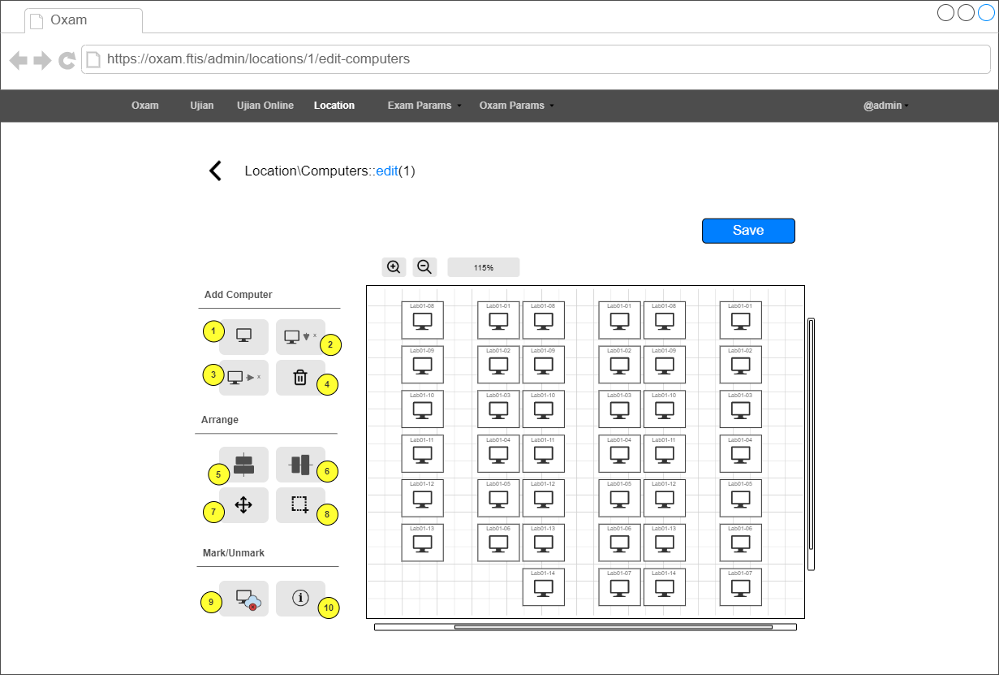 Oxam
https://oxam.ftis/admin/locations/1/edit-computers
Oxam Ujian Ujian Online Location Exam Params Oxam Params @admin
Location\Computers::edit(1)
Save
115%
Add Computer
1
2
x
3
x
4
Arrange
5
6
7
8
Mark/Unmark
9
10
Lab01-08 Lab01-01 Lab01-08 Lab01-01 Lab01-08 Lab01-01
Lab01-09 Lab01-02 Lab01-09 Lab01-02 Lab01-09 Lab01-02
Lab01-10 Lab01-03 Lab01-10 Lab01-03 Lab01-10 Lab01-03
Lab01-11 Lab01-04 Lab01-11 Lab01-04 Lab01-11 Lab01-04
Lab01-12 Lab01-05 Lab01-12 Lab01-05 Lab01-12 Lab01-05
Lab01-13 Lab01-06 Lab01-13 Lab01-06 Lab01-13 Lab01-06
Lab01-14 Lab01-07 Lab01-14 Lab01-07